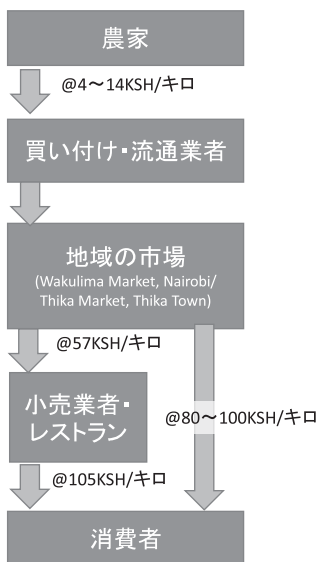 農家
@4～14KSH/キロ
買い付け・流通業者
地域の市場
(Wakulima Market, Nairobi/
Thika Market, Thika Town)
@57KSH/キロ
小売業者・
レストラン
@80～100KSH/キロ
@105KSH/キロ
消費者